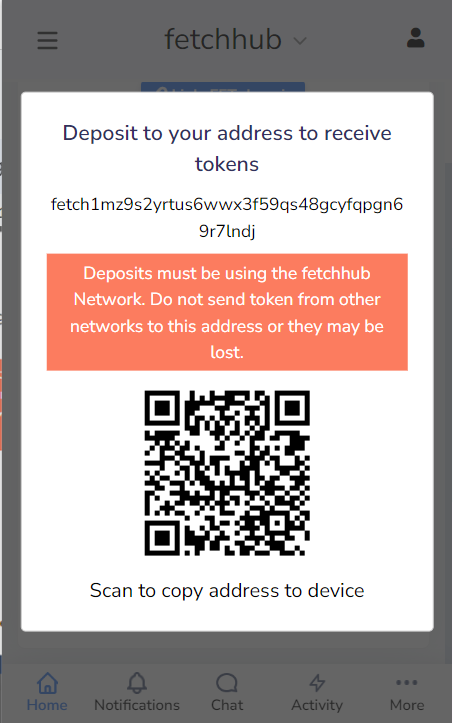 fetchhub
Deposit to your address to receive
tokens
fetch1mz9s2yrtus6wwx3f59qs48gcyfqpgn6
9r7lndj
Deposits must be using the fetchhub
Network. Do not send token from other
networks to this address or they may be
lost.
Scan to copy address to device
Home Notifications Chat Activity More